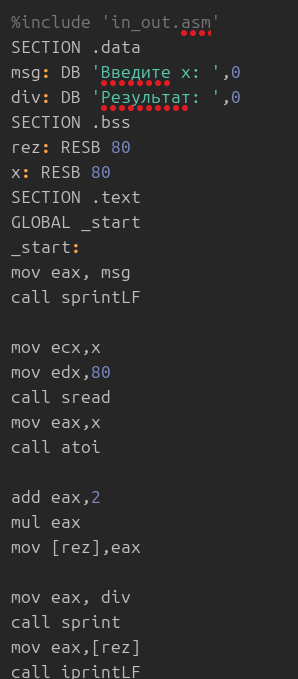 %include 'in_out.asm'
SECTION .data
msg: DB 'Введите x: ',0
div: DB 'Результат: ',0
SECTION .bss
rez: RESB 80
x: RESB 80
SECTION .text
GLOBAL _start
_start:
mov eax, msg
call sprintLF
mov ecx,x
mov edx,80
call sread
mov eax,x
call atoi
add eax,2
mul eax
mov [rez],eax
mov eax, div
call sprint
mov eax,[rez]
call iprintLF